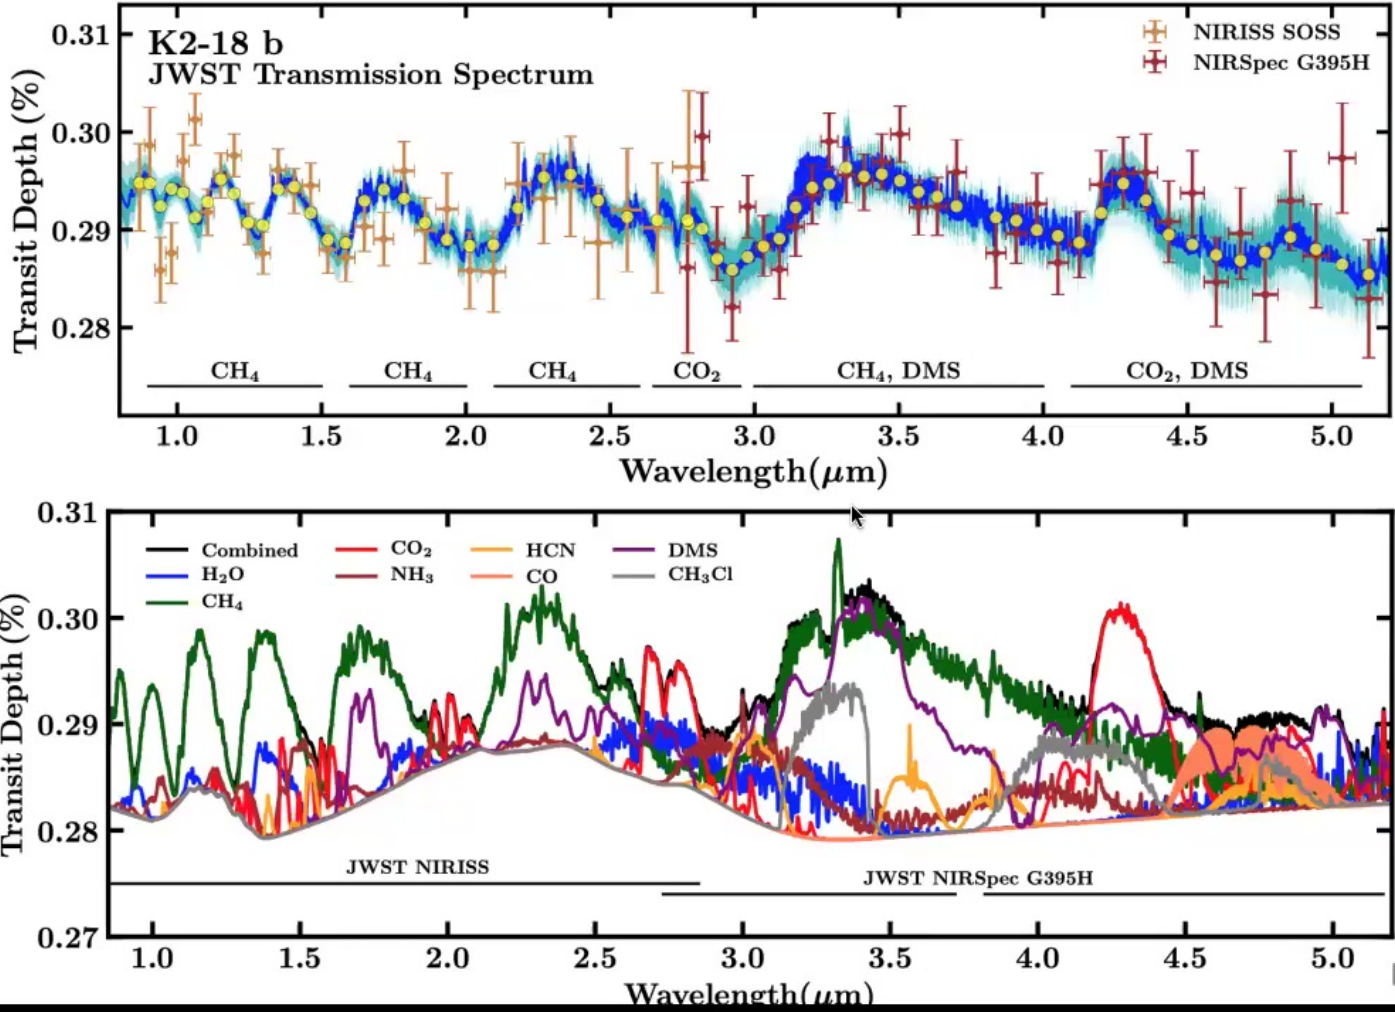 0.31
0.30
0.29
0.28
Transit Depth (%)
K2-18 b
JWST Transmission Spectrum
NIRISS SOSS
NIRSpec G395H
CH₄
CH₄
CH₄
CO₂
CH₄, DMS
CO₂, DMS
1.0 1.5 2.0 2.5 3.0 3.5 4.0 4.5 5.0
Wavelength(μm)
0.31
0.30
0.29
0.28
0.27
Transit Depth (%)
Combined
H₂O
CH₄
CO₂
NH₃
HCN
CO
DMS
CH₃Cl
JWST NIRISS
JWST NIRSpec G395H
1.0 1.5 2.0 2.5 3.0 3.5 4.0 4.5 5.0
Wavelength(μm)